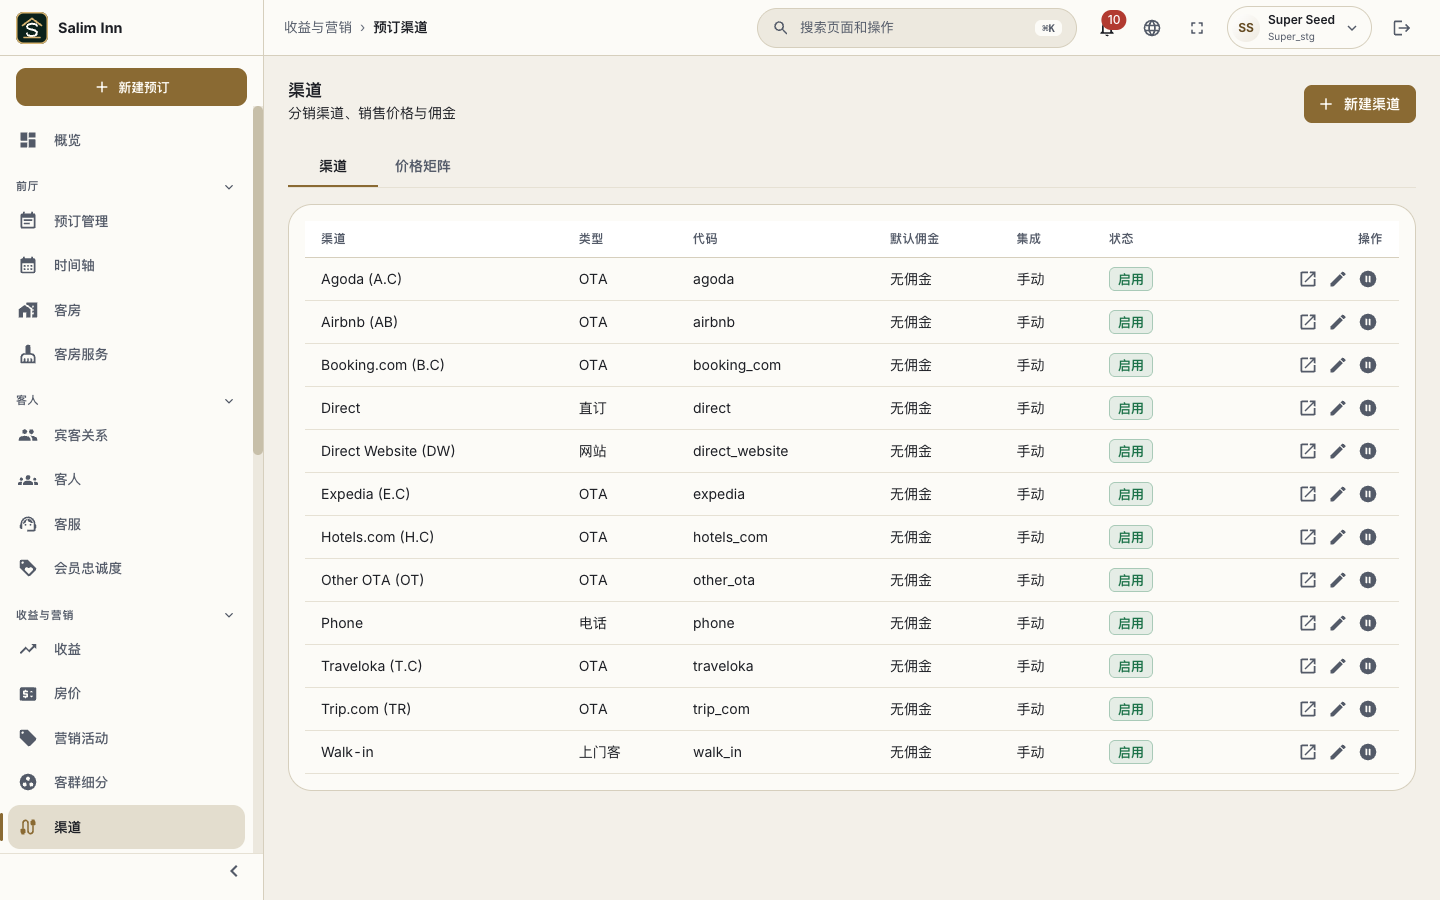 Salim Inn
收益与营销 › 预订渠道
搜索页面和操作
⌘K
10
SS
Super Seed
Super_stg
新建预订
概览
前厅
预订管理
时间轴
客房
客房服务
客人
宾客关系
客人
客服
会员忠诚度
收益与营销
收益
房价
营销活动
客群细分
渠道
渠道
分销渠道、销售价格与佣金
新建渠道
渠道 价格矩阵
渠道 类型 代码 默认佣金 集成 状态 操作
Agoda (A.C) OTA agoda 无佣金 手动 启用
Airbnb (AB) OTA airbnb 无佣金 手动 启用
Booking.com (B.C) OTA booking_com 无佣金 手动 启用
Direct 直订 direct 无佣金 手动 启用
Direct Website (DW) 网站 direct_website 无佣金 手动 启用
Expedia (E.C) OTA expedia 无佣金 手动 启用
Hotels.com (H.C) OTA hotels_com 无佣金 手动 启用
Other OTA (OT) OTA other_ota 无佣金 手动 启用
Phone 电话 phone 无佣金 手动 启用
Traveloka (T.C) OTA traveloka 无佣金 手动 启用
Trip.com (TR) OTA trip_com 无佣金 手动 启用
Walk-in 上门客 walk_in 无佣金 手动 启用